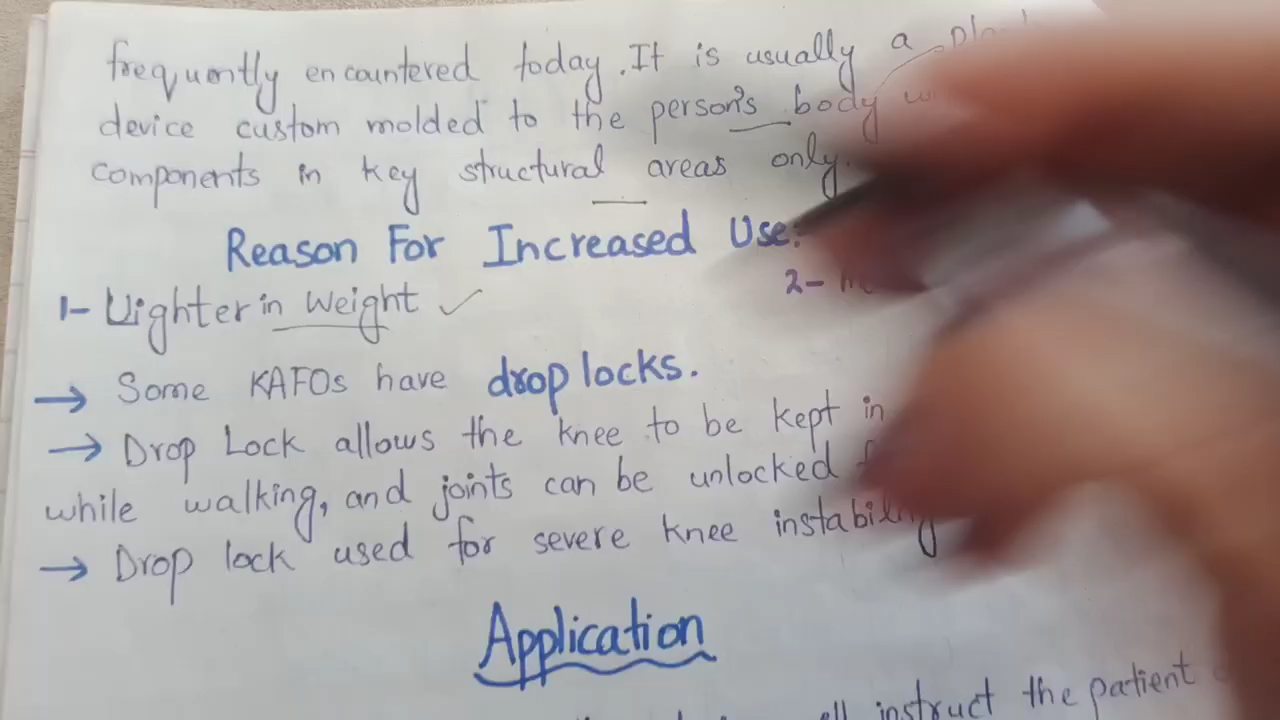 frequently encountered today. It is usually a
device custom molded to the person's body
components in key structural areas only.
Reason For Increased Use:
1- Lighter in weight ✓
2-
→ Some KAFOs have drop locks.
→ Drop Lock allows the knee to be kept in
while walking, and joints can be unlocked
→ Drop lock used for severe knee instability
Application
instruct the patient